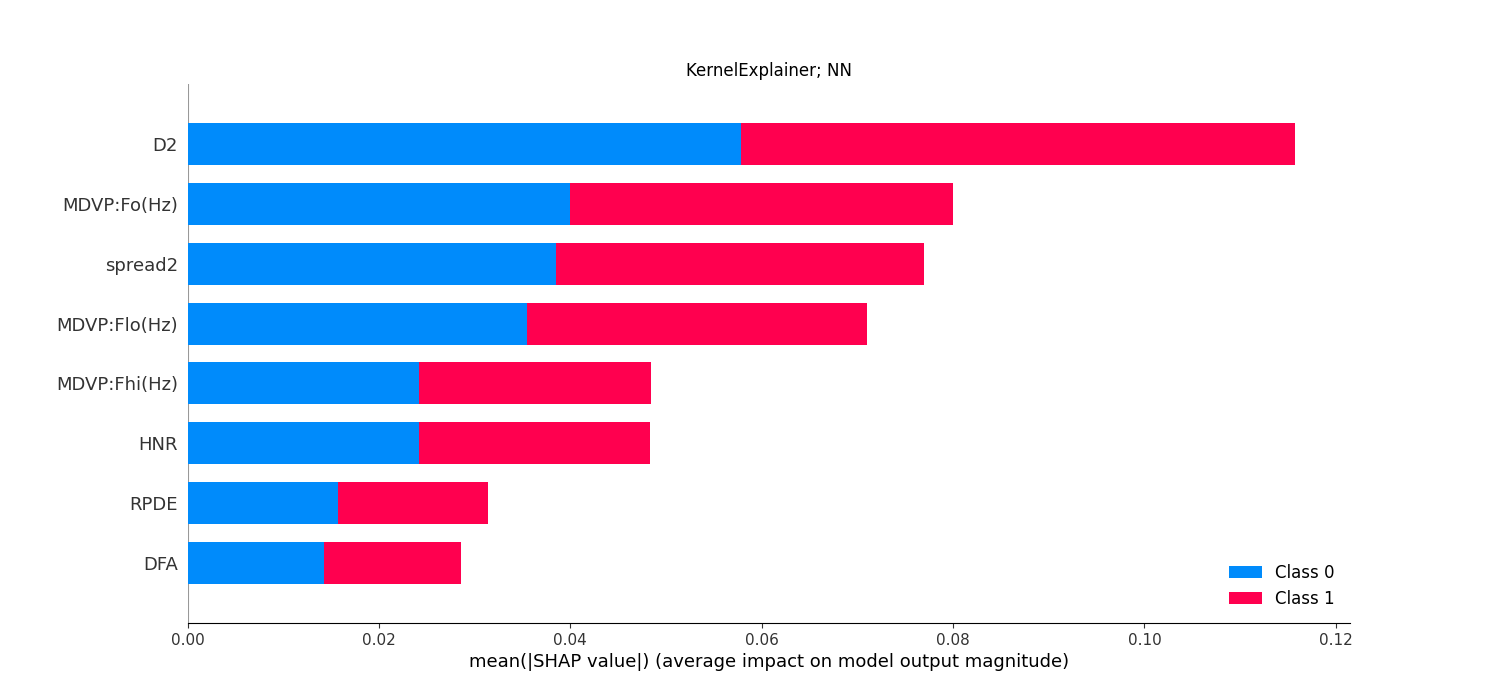 KernelExplainer; NN
D2
MDVP:Fo(Hz)
spread2
MDVP:Flo(Hz)
MDVP:Fhi(Hz)
HNR
RPDE
DFA
Class 0
Class 1
0.00 0.02 0.04 0.06 0.08 0.10 0.12
mean(|SHAP value|) (average impact on model output magnitude)